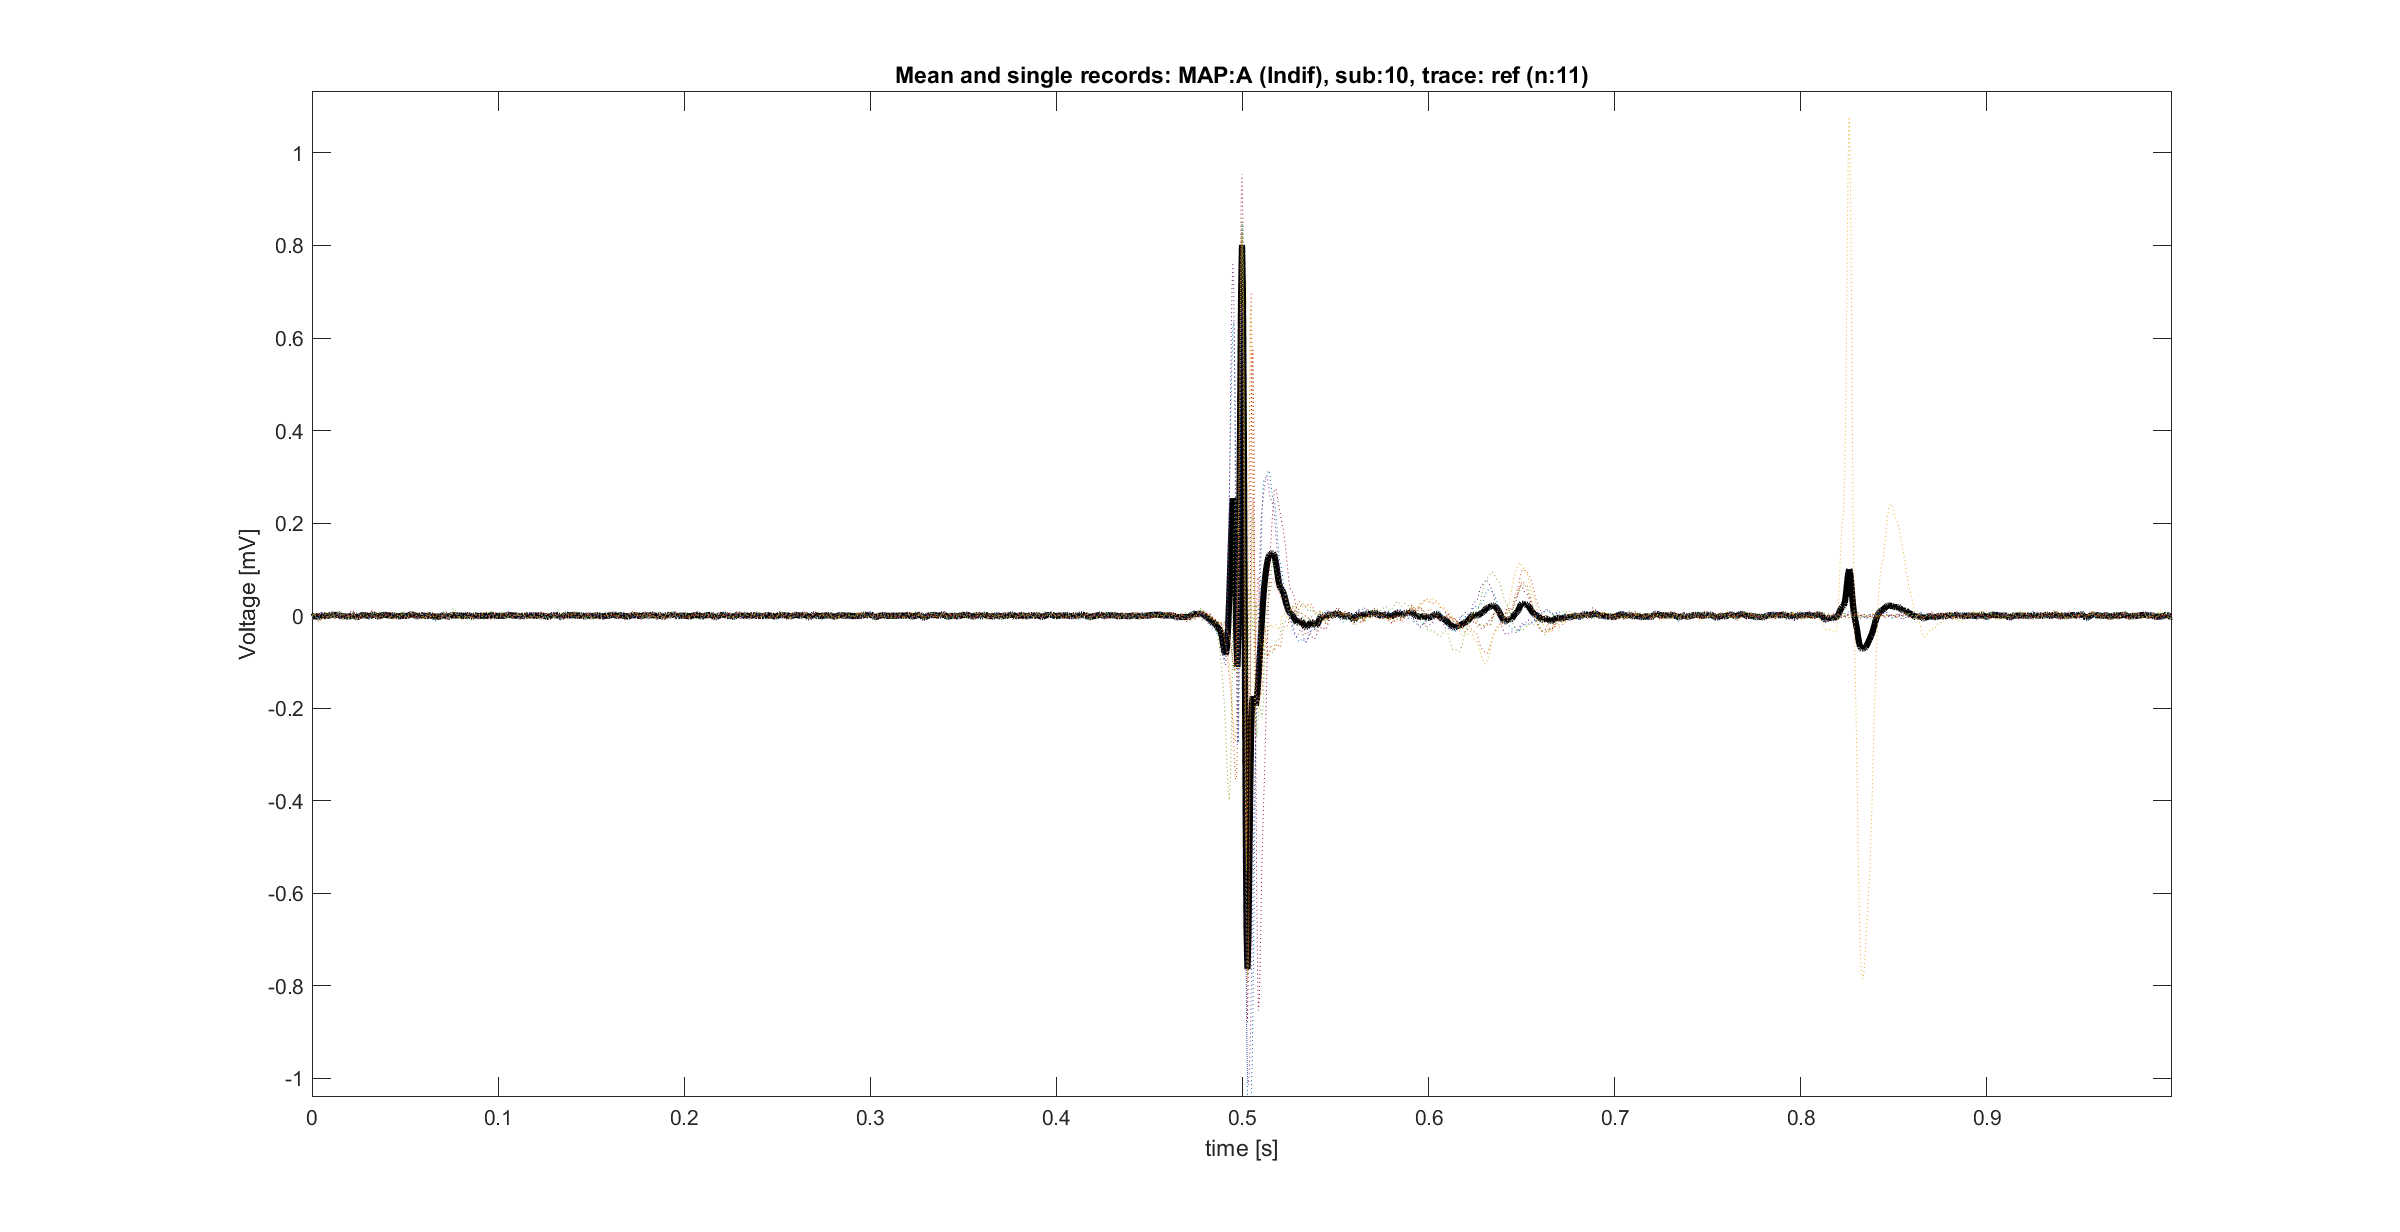 Mean and single records: MAP:A (Indif), sub:10, trace: ref (n:11)
1
0.8
0.6
0.4
0.2
0
-0.2
-0.4
-0.6
-0.8
-1
Voltage [mV]
0 0.1 0.2 0.3 0.4 0.5 0.6 0.7 0.8 0.9
time [s]